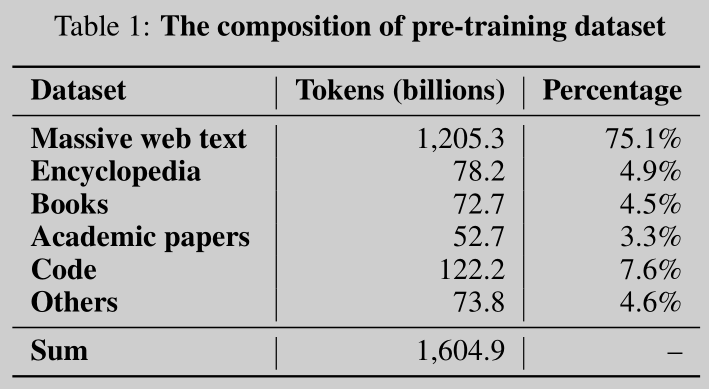 Table 1: The composition of pre-training dataset
Dataset Tokens (billions) Percentage
Massive web text 1,205.3 75.1%
Encyclopedia 78.2 4.9%
Books 72.7 4.5%
Academic papers 52.7 3.3%
Code 122.2 7.6%
Others 73.8 4.6%
Sum 1,604.9 –